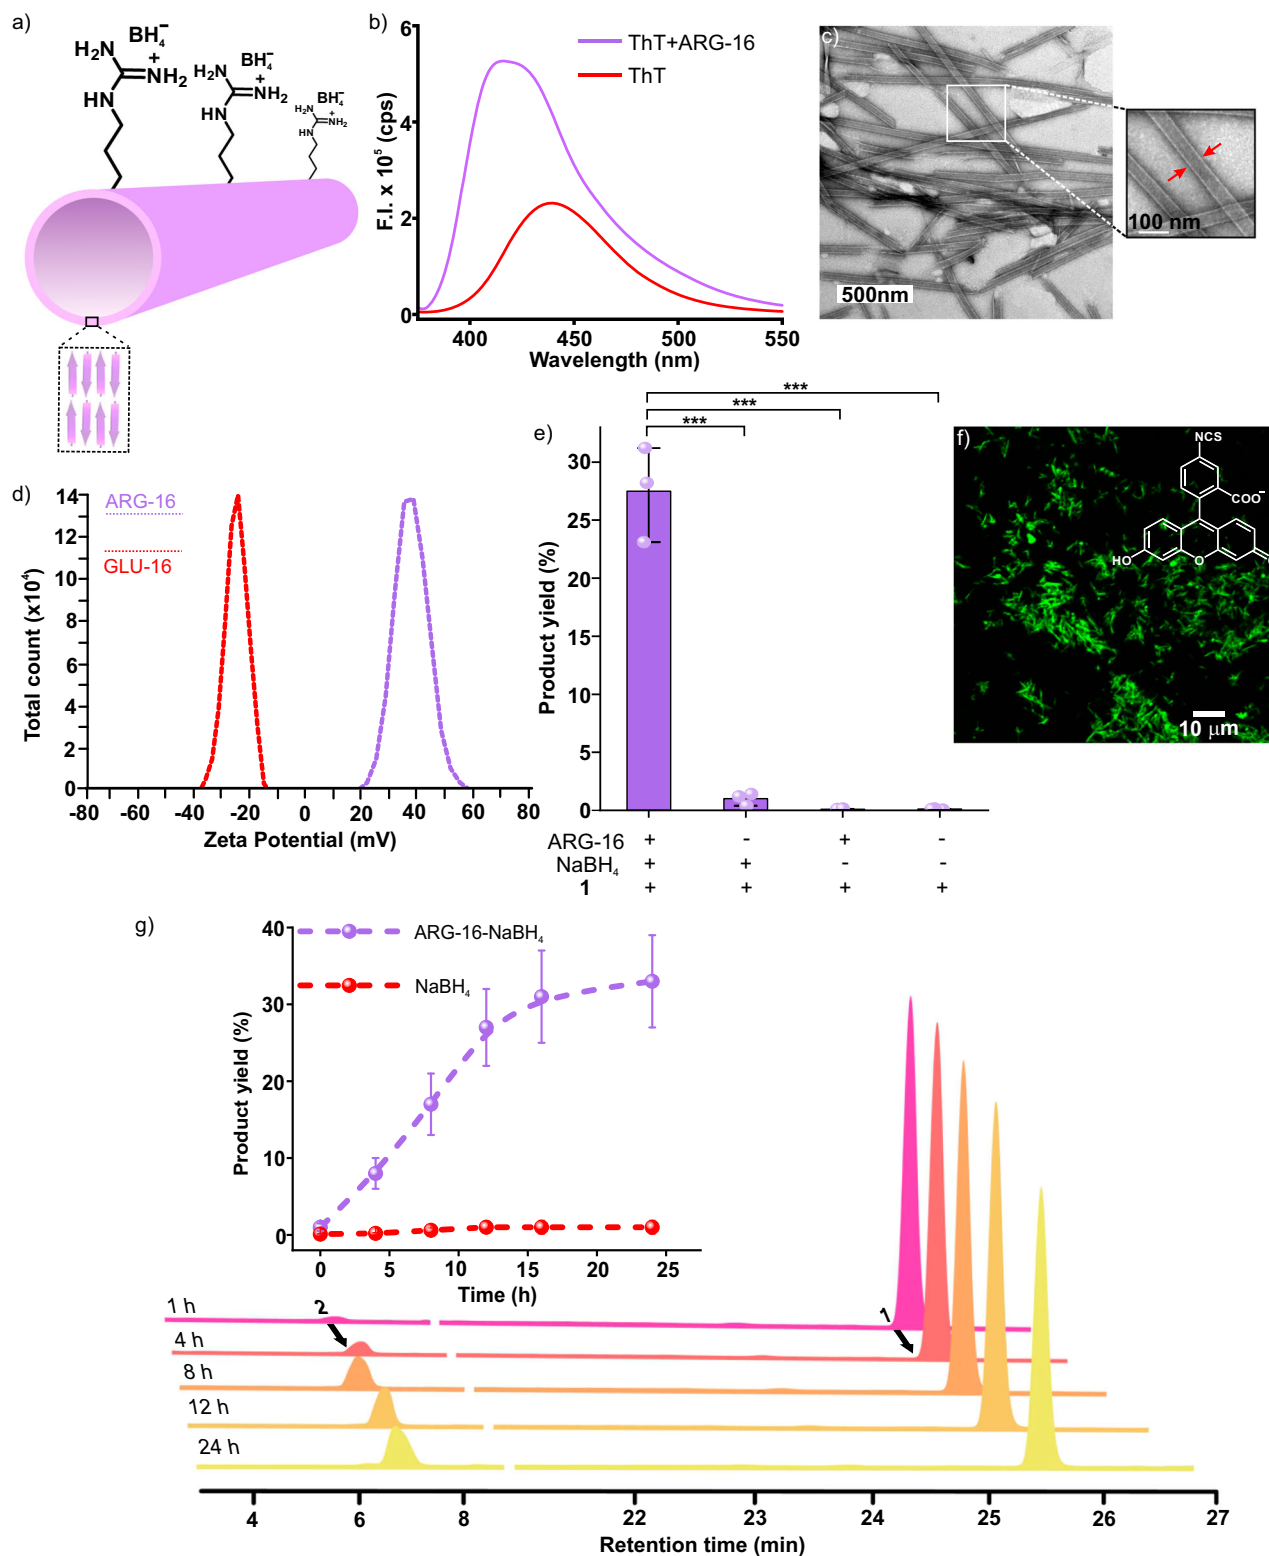 a)
BH₄⁻
H₂N
+
NH₂
HN
BH₄⁻
H₂N
+
NH₂
HN
BH₄⁻
H₂N
+
NH₂
HN
b)
6
4
2
0
F.I. x 10⁵ (cps)
ThT+ARG-16
ThT
400
450
500
550
Wavelength (nm)
c)
500nm
100 nm
d)
ARG-16
GLU-16
14
12
10
8
6
4
2
0
Total count (x10⁴)
-80
-60
-40
-20
0
20
40
60
80
Zeta Potential (mV)
e)
***
***
***
30
25
20
15
10
5
0
Product yield (%)
ARG-16 + - + -
NaBH₄ + + - -
1 + + + +
f)
NCS
COO⁻
HO
O
10 μm
g)
40
30
20
10
0
Product yield (%)
ARG-16-NaBH₄
NaBH₄
0
5
10
15
20
25
Time (h)
1 h
2
1
4 h
8 h
12 h
24 h
4
6
8
22
23
24
25
26
27
Retention time (min)